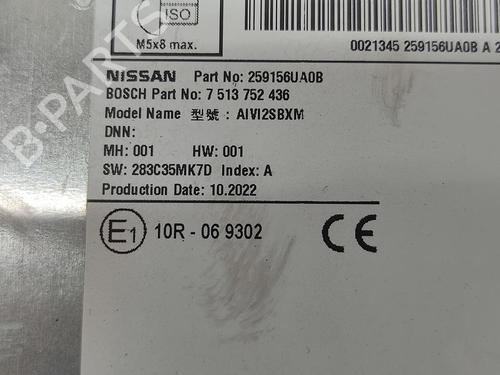 ISO
M5x8 max.
0021345 259156UA0B A 2
NISSAN Part No: 259156UA0B
BOSCH Part No: 7 513 752 436
Model Name 型號: AIVI2SBXM
DNN:
MH: 001 HW: 001
SW: 283C35MK7D Index: A
Production Date: 10.2022
E1 10R - 06 9302 CE
B-PARTS
B-PARTS
B-PARTS